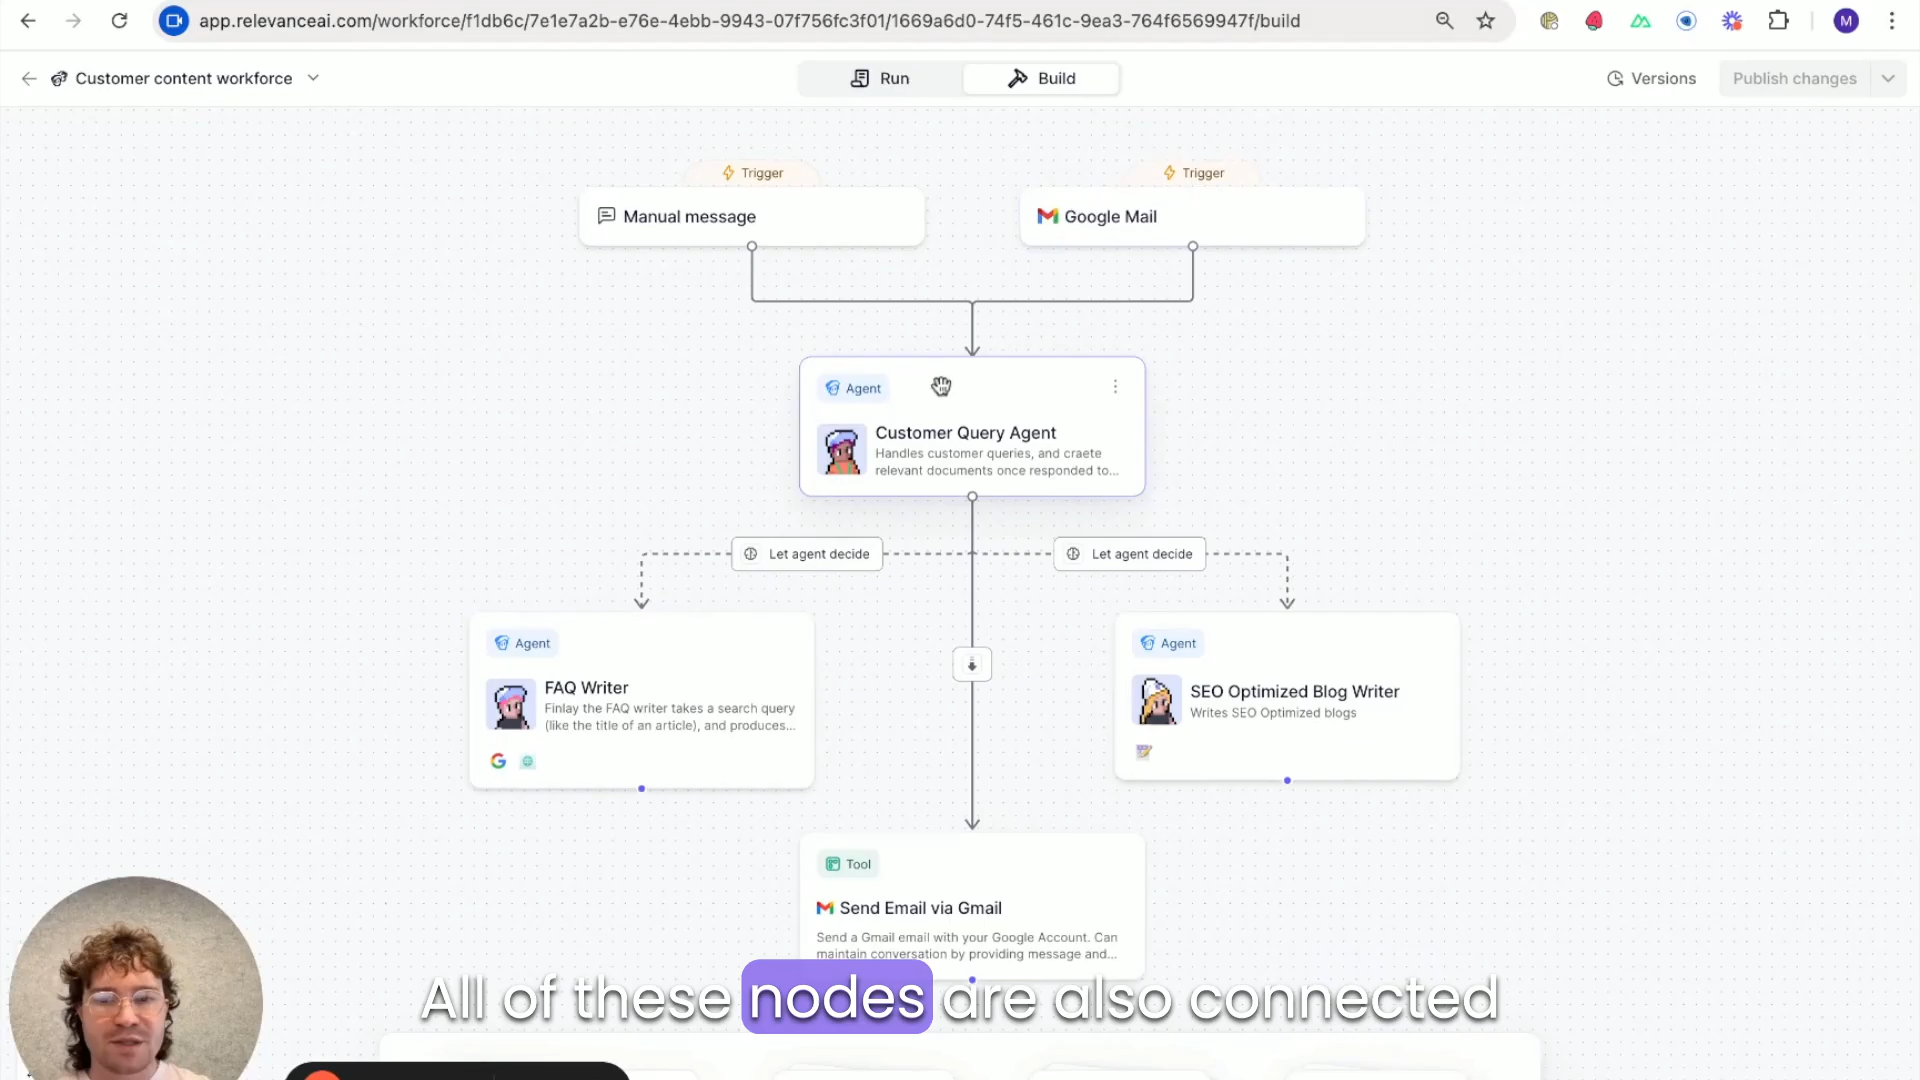 app.relevanceai.com/workforce/f1db6c/7e1e7a2b-e76e-4ebb-9943-07f756fc3f01/1669a6d0-74f5-461c-9ea3-764f6569947f/build
M
Customer content workforce
Run
Build
Versions
Publish changes
Trigger
Trigger
Manual message
Google Mail
Agent
Customer Query Agent
Handles customer queries, and craete
relevant documents once responded to...
Let agent decide
Let agent decide
Agent
FAQ Writer
Finlay the FAQ writer takes a search query
(like the title of an article), and produces...
Agent
SEO Optimized Blog Writer
Writes SEO Optimized blogs
Tool
Send Email via Gmail
Send a Gmail email with your Google Account. Can
maintain conversation by providing message and...
All of these nodes are also connected